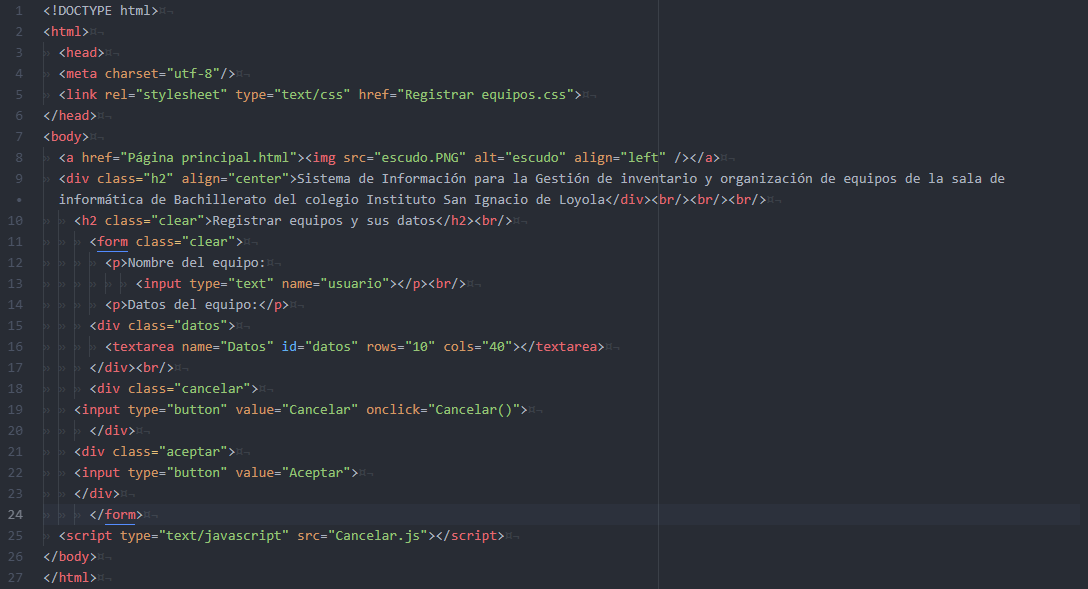 1 <!DOCTYPE html>
2 <html>
3 <head>
4 <meta charset="utf-8"/>
5 <link rel="stylesheet" type="text/css" href="Registrar equipos.css">
6 </head>
7 <body>
8 <a href="Página principal.html"><img src="escudo.PNG" alt="escudo" align="left" /></a>
9 <div class="h2" align="center">Sistema de Información para la Gestión de inventario y organización de equipos de la sala de
• informática de Bachillerato del colegio Instituto San Ignacio de Loyola</div><br/><br/><br/>
10 <h2 class="clear">Registrar equipos y sus datos</h2><br/>
11 <form class="clear">
12 <p>Nombre del equipo:
13 <input type="text" name="usuario"></p><br/>
14 <p>Datos del equipo:</p>
15 <div class="datos">
16 <textarea name="Datos" id="datos" rows="10" cols="40"></textarea>
17 </div><br/>
18 <div class="cancelar">
19 <input type="button" value="Cancelar" onclick="Cancelar()">
20 </div>
21 <div class="aceptar">
22 <input type="button" value="Aceptar">
23 </div>
24 </form>
25 <script type="text/javascript" src="Cancelar.js"></script>
26 </body>
27 </html>